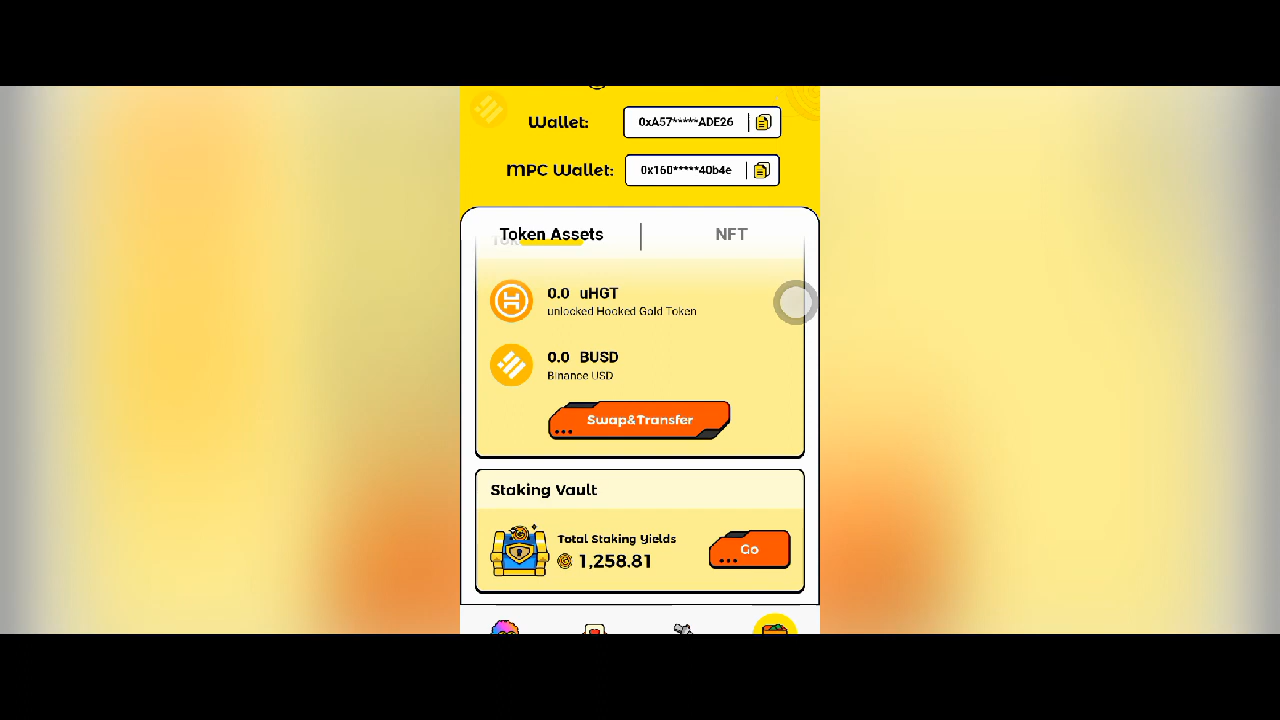 Wallet: 0xA57*****ADE26
MPC Wallet: 0x160*****40b4e
Token Assets NFT
0.0 uHGT
unlocked Hooked Gold Token
0.0 BUSD
Binance USD
Swap&Transfer
Staking Vault
Total Staking Yields
1,258.81
Go